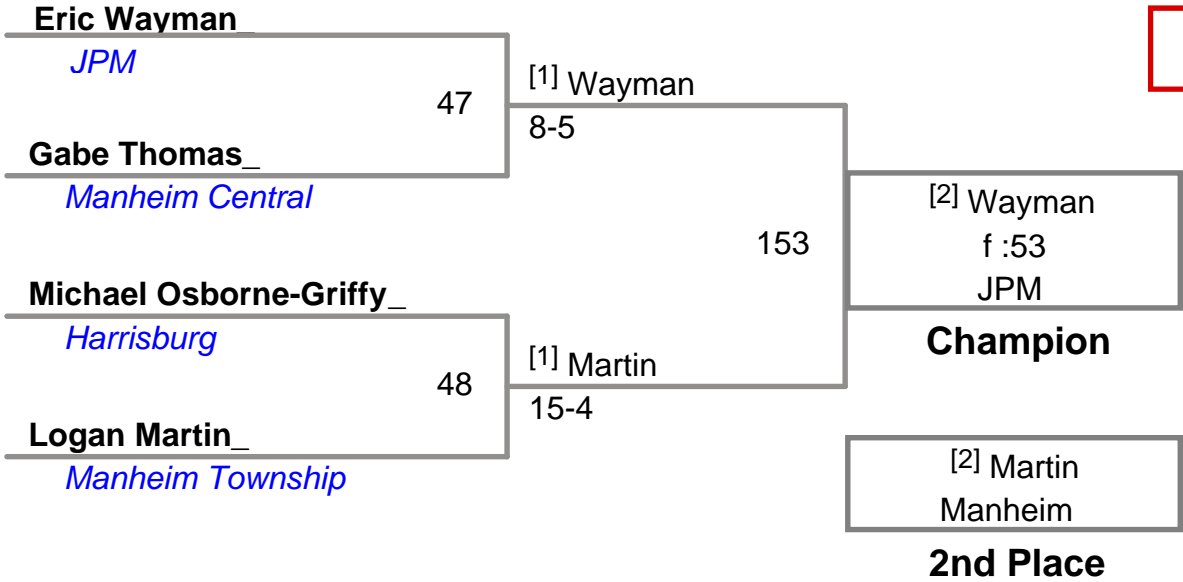 Eric Wayman_
JPM
47
[1] Wayman
8-5
Gabe Thomas_
Manheim Central
153
[2] Wayman
f :53
JPM
Champion
Michael Osborne-Griffy_
Harrisburg
48
[1] Martin
15-4
Logan Martin_
Manheim Township
[2] Martin
Manheim
2nd Place